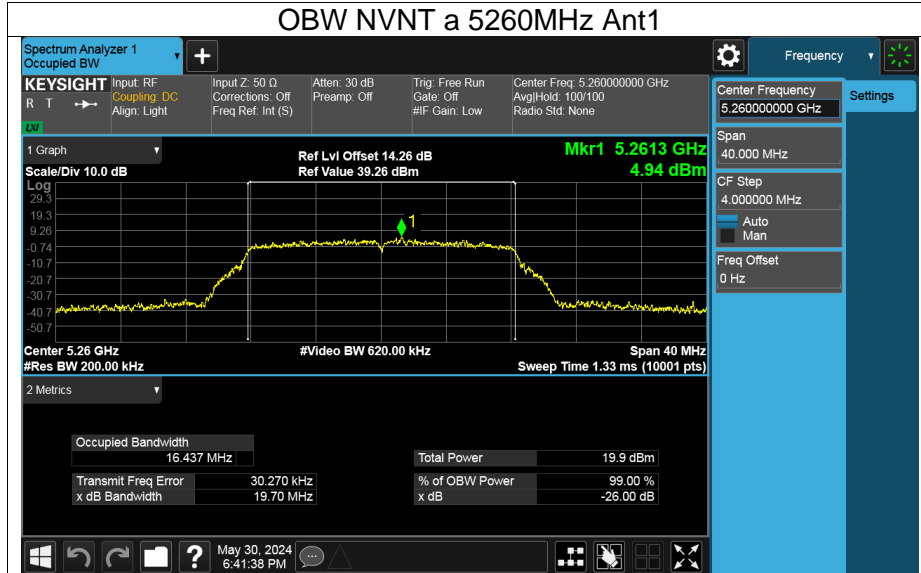 OBW NVNT a 5260MHz Ant1
Spectrum Analyzer 1
Occupied BW
+
Frequency
KEYSIGHT
R T
LXI
Input: RF
Coupling: DC
Align: Light
Input Z: 50 Ω
Corrections: Off
Freq Ref: Int (S)
Atten: 30 dB
Preamp: Off
Trig: Free Run
Gate: Off
#IF Gain: Low
Center Freq: 5.260000000 GHz
Avg|Hold: 100/100
Radio Std: None
Center Frequency
5.260000000 GHz
Settings
Span
40.000 MHz
CF Step
4.000000 MHz
Auto
Man
Freq Offset
0 Hz
1 Graph
Scale/Div 10.0 dB
Ref Lvl Offset 14.26 dB
Ref Value 39.26 dBm
Mkr1 5.2613 GHz
4.94 dBm
Log
29.3
19.3
9.26
-0.74
-10.7
-20.7
-30.7
-40.7
-50.7
1
Center 5.26 GHz
#Res BW 200.00 kHz
#Video BW 620.00 kHz
Span 40 MHz
Sweep Time 1.33 ms (10001 pts)
2 Metrics
Occupied Bandwidth
16.437 MHz
Total Power 19.9 dBm
Transmit Freq Error 30.270 kHz
% of OBW Power 99.00 %
x dB Bandwidth 19.70 MHz
x dB -26.00 dB
?
May 30, 2024
6:41:38 PM